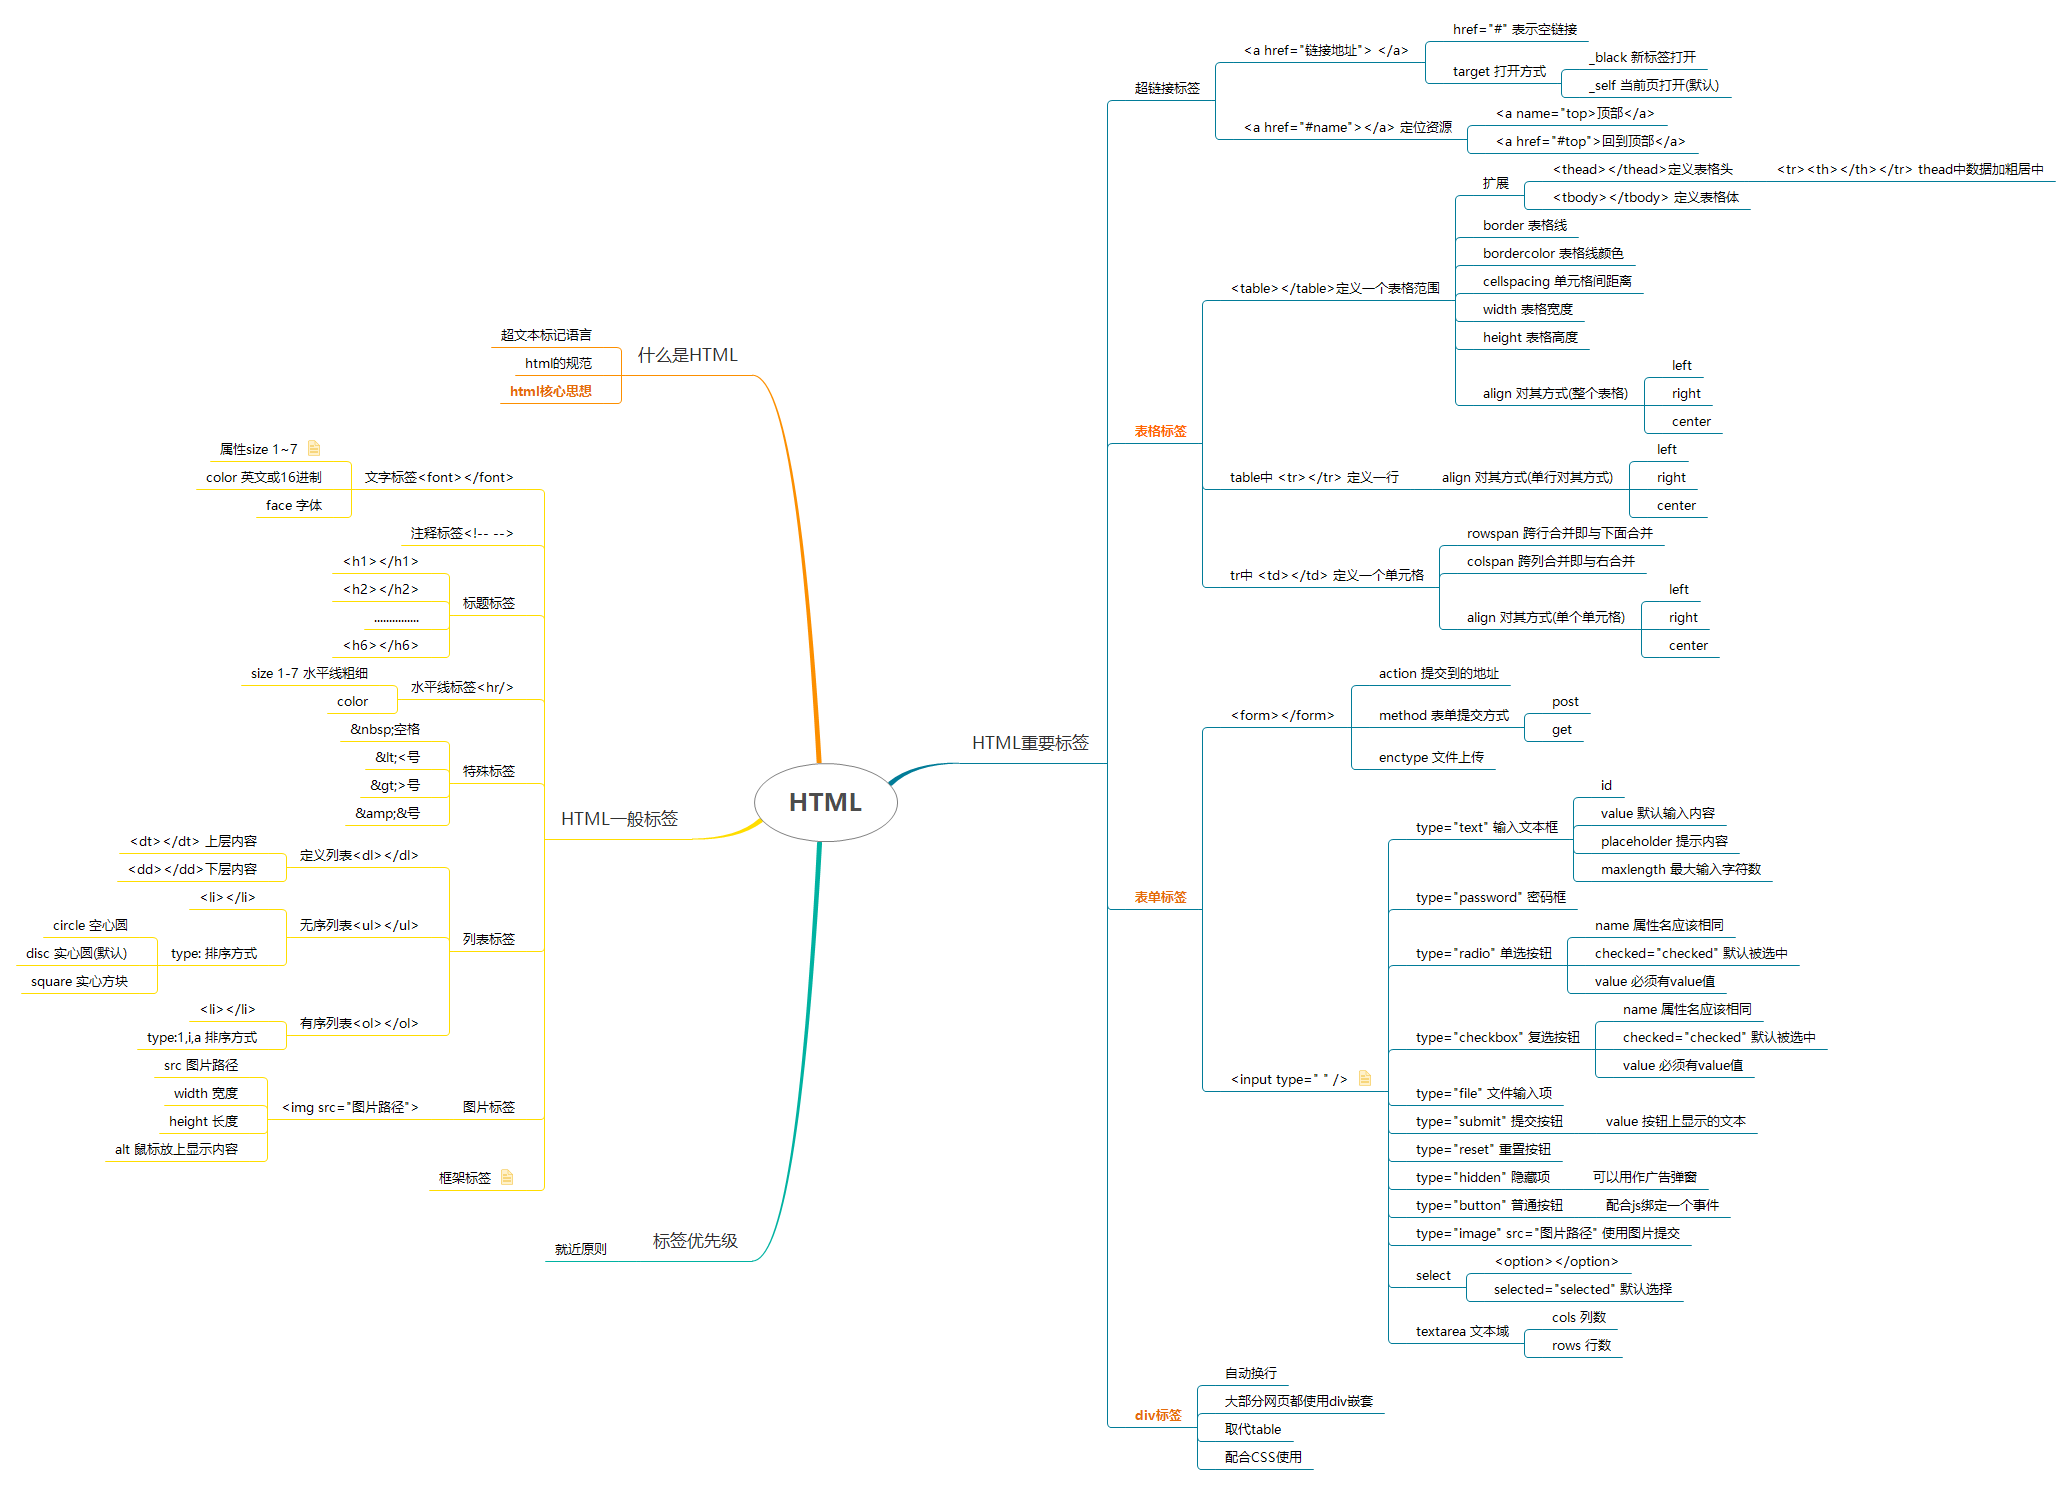 HTML
什么是HTML
超文本标记语言
html的规范
html核心思想
HTML一般标签
文字标签<font></font>
属性size 1~7
color 英文或16进制
face 字体
注释标签<!-- -->
标题标签
<h1></h1>
<h2></h2>
...............
<h6></h6>
水平线标签<hr/>
size 1-7 水平线粗细
color
特殊标签
&nbsp;空格
&lt;<号
&gt;>号
&amp;&号
列表标签
定义列表<dl></dl>
<dt></dt> 上层内容
<dd></dd>下层内容
无序列表<ul></ul>
<li></li>
type: 排序方式
circle 空心圆
disc 实心圆(默认)
square 实心方块
有序列表<ol></ol>
<li></li>
type:1,i,a 排序方式
图片标签
<img src="图片路径">
src 图片路径
width 宽度
height 长度
alt 鼠标放上显示内容
框架标签
标签优先级
就近原则
HTML重要标签
超链接标签
<a href="链接地址"> </a>
href="#" 表示空链接
target 打开方式
_black 新标签打开
_self 当前页打开(默认)
<a href="#name"></a> 定位资源
<a name="top>顶部</a>
<a href="#top">回到顶部</a>
表格标签
<table></table>定义一个表格范围
扩展
<thead></thead>定义表格头
<tr><th></th></tr> thead中数据加粗居中
<tbody></tbody> 定义表格体
border 表格线
bordercolor 表格线颜色
cellspacing 单元格间距离
width 表格宽度
height 表格高度
align 对其方式(整个表格)
left
right
center
table中 <tr></tr> 定义一行
align 对其方式(单行对其方式)
left
right
center
tr中 <td></td> 定义一个单元格
rowspan 跨行合并即与下面合并
colspan 跨列合并即与右合并
align 对其方式(单个单元格)
left
right
center
表单标签
<form></form>
action 提交到的地址
method 表单提交方式
post
get
enctype 文件上传
<input type=" " />
type="text" 输入文本框
id
value 默认输入内容
placeholder 提示内容
maxlength 最大输入字符数
type="password" 密码框
type="radio" 单选按钮
name 属性名应该相同
checked="checked" 默认被选中
value 必须有value值
type="checkbox" 复选按钮
name 属性名应该相同
checked="checked" 默认被选中
value 必须有value值
type="file" 文件输入项
type="submit" 提交按钮
value 按钮上显示的文本
type="reset" 重置按钮
type="hidden" 隐藏项
可以用作广告弹窗
type="button" 普通按钮
配合js绑定一个事件
type="image" src="图片路径" 使用图片提交
select
<option></option>
selected="selected" 默认选择
textarea 文本域
cols 列数
rows 行数
div标签
自动换行
大部分网页都使用div嵌套
取代table
配合CSS使用